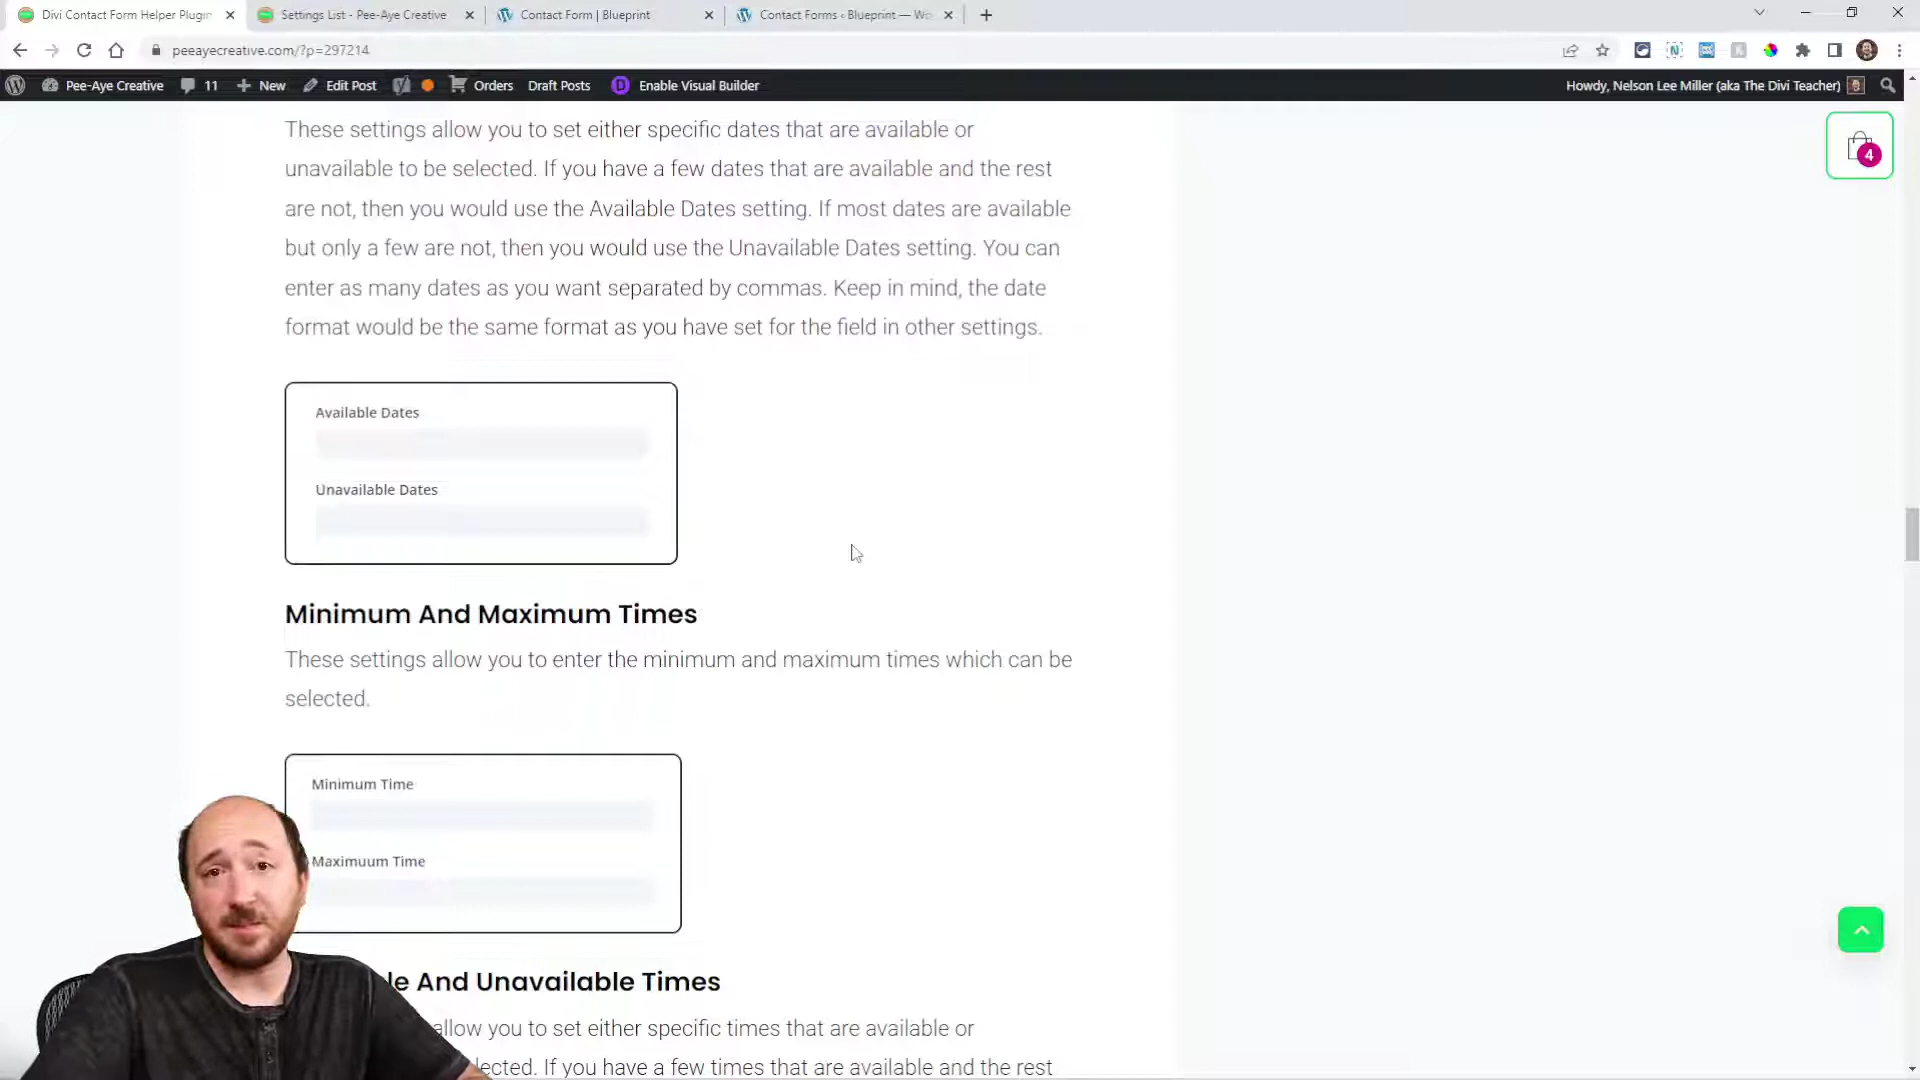 Divi Contact Form Helper Plugin
Settings List - Pee-Aye Creative
Contact Form | Blueprint
Contact Forms ‹ Blueprint — Wo
peeayecreative.com/?p=297214
Pee-Aye Creative
11
New
Edit Post
Orders
Draft Posts
Enable Visual Builder
Howdy, Nelson Lee Miller (aka The Divi Teacher)
4
These settings allow you to set either specific dates that are available or
unavailable to be selected. If you have a few dates that are available and the rest
are not, then you would use the Available Dates setting. If most dates are available
but only a few are not, then you would use the Unavailable Dates setting. You can
enter as many dates as you want separated by commas. Keep in mind, the date
format would be the same format as you have set for the field in other settings.
Available Dates
Unavailable Dates
Minimum And Maximum Times
These settings allow you to enter the minimum and maximum times which can be
selected.
Minimum Time
Maximuum Time
le And Unavailable Times
allow you to set either specific times that are available or
lected. If you have a few times that are available and the rest